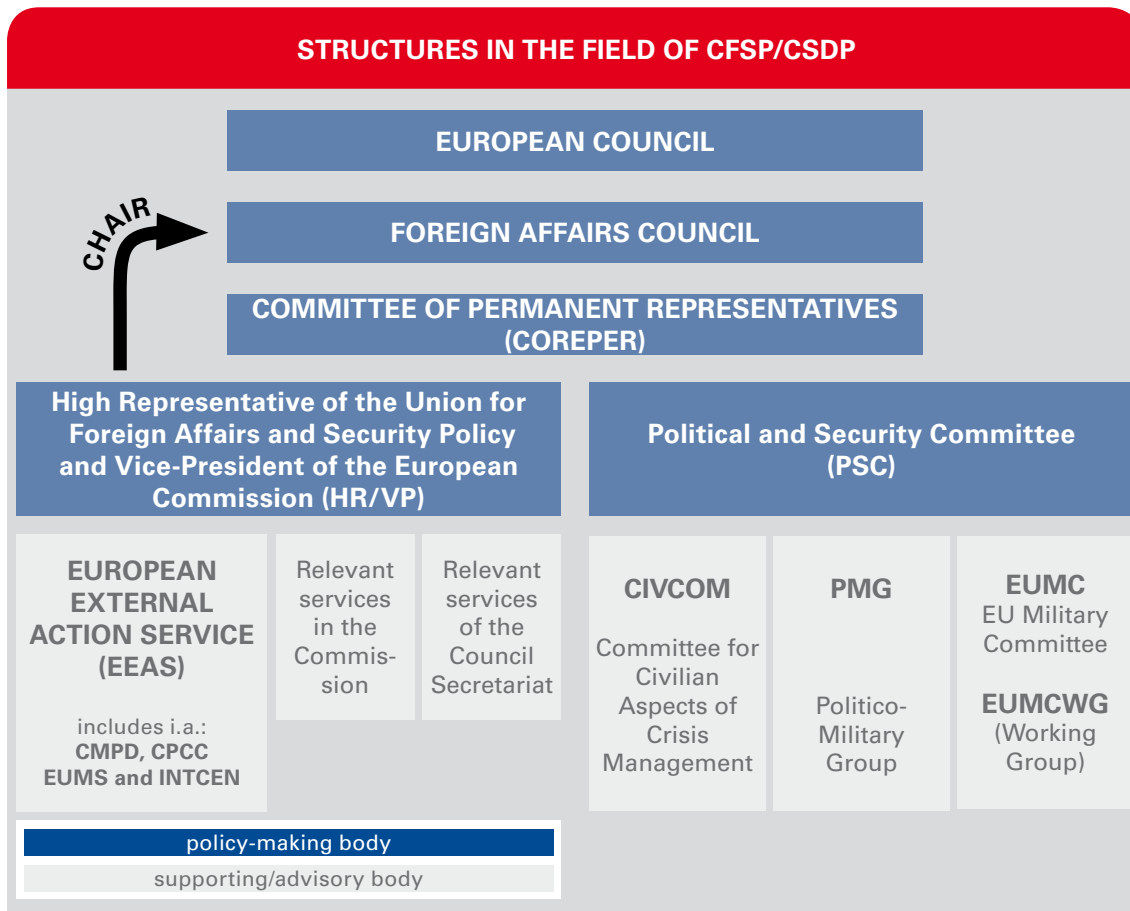 STRUCTURES IN THE FIELD OF CFSP/CSDP
EUROPEAN COUNCIL
CHAIR
FOREIGN AFFAIRS COUNCIL
COMMITTEE OF PERMANENT REPRESENTATIVES
(COREPER)
High Representative of the Union for
Foreign Affairs and Security Policy
and Vice-President of the European
Commission (HR/VP)
Political and Security Committee
(PSC)
EUROPEAN
EXTERNAL
ACTION SERVICE
(EEAS)
includes i.a.:
CMPD, CPCC
EUMS and INTCEN
Relevant
services
in the
Commis-
sion
Relevant
services
of the
Council
Secretariat
CIVCOM
Committee for
Civilian
Aspects of
Crisis
Management
PMG
Politico-
Military
Group
EUMC
EU Military
Committee
EUMCWG
(Working
Group)
policy-making body
supporting/advisory body